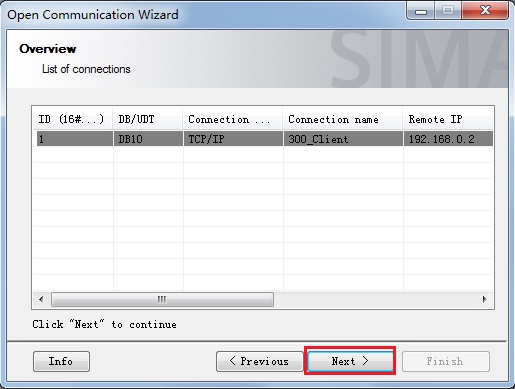 Open Communication Wizard
Overview
List of connections
SIMA
ID (16#...) DB/UDT Connection ... Connection name Remote IP
1 DB10 TCP/IP 300_Client 192.168.0.2
Click "Next" to continue
Info < Previous Next > Finish